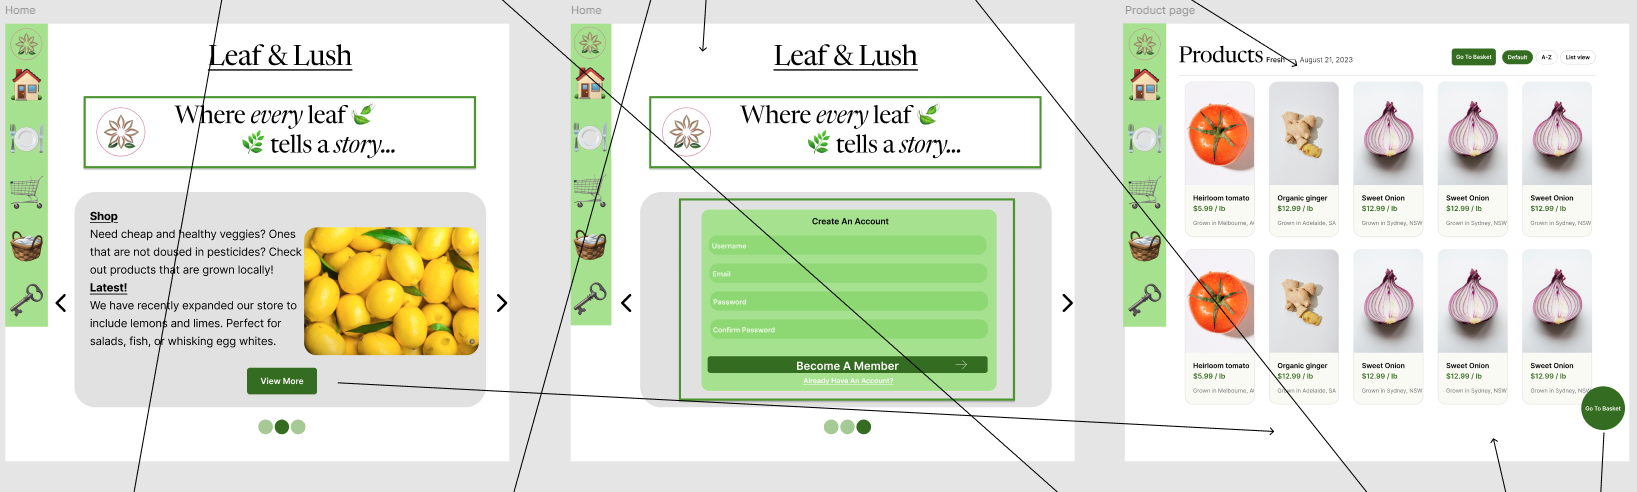 Home
Leaf & Lush
Where every leaf
tells a story...
Shop
Need cheap and healthy veggies? Ones
that are not doused in pesticides? Check
out products that are grown locally!
Latest!
We have recently expanded our store to
include lemons and limes. Perfect for
salads, fish, or whisking egg whites.
View More
Home
Leaf & Lush
Where every leaf
tells a story...
Create An Account
Username
Email
Password
Confirm Password
Become A Member
Already Have An Account?
Product page
Products Fresh — August 21, 2023
Go To Basket
Default
A-Z
List view
Heirloom tomato
$5.99 / lb
Grown in Melbourne, A
Organic ginger
$12.99 / lb
Grown in Adelaide, SA
Sweet Onion
$12.99 / lb
Grown in Sydney, NSW
Sweet Onion
$12.99 / lb
Grown in Sydney, NSW
Sweet Onion
$12.99 / lb
Grown in Sydney, NSW
Heirloom tomato
$5.99 / lb
Grown in Melbourne, A
Organic ginger
$12.99 / lb
Grown in Adelaide, SA
Sweet Onion
$12.99 / lb
Grown in Sydney, NSW
Sweet Onion
$12.99 / lb
Grown in Sydney, NSW
Sweet Onion
$12.99 / lb
Grown in Sydney, NSW
Go To Basket